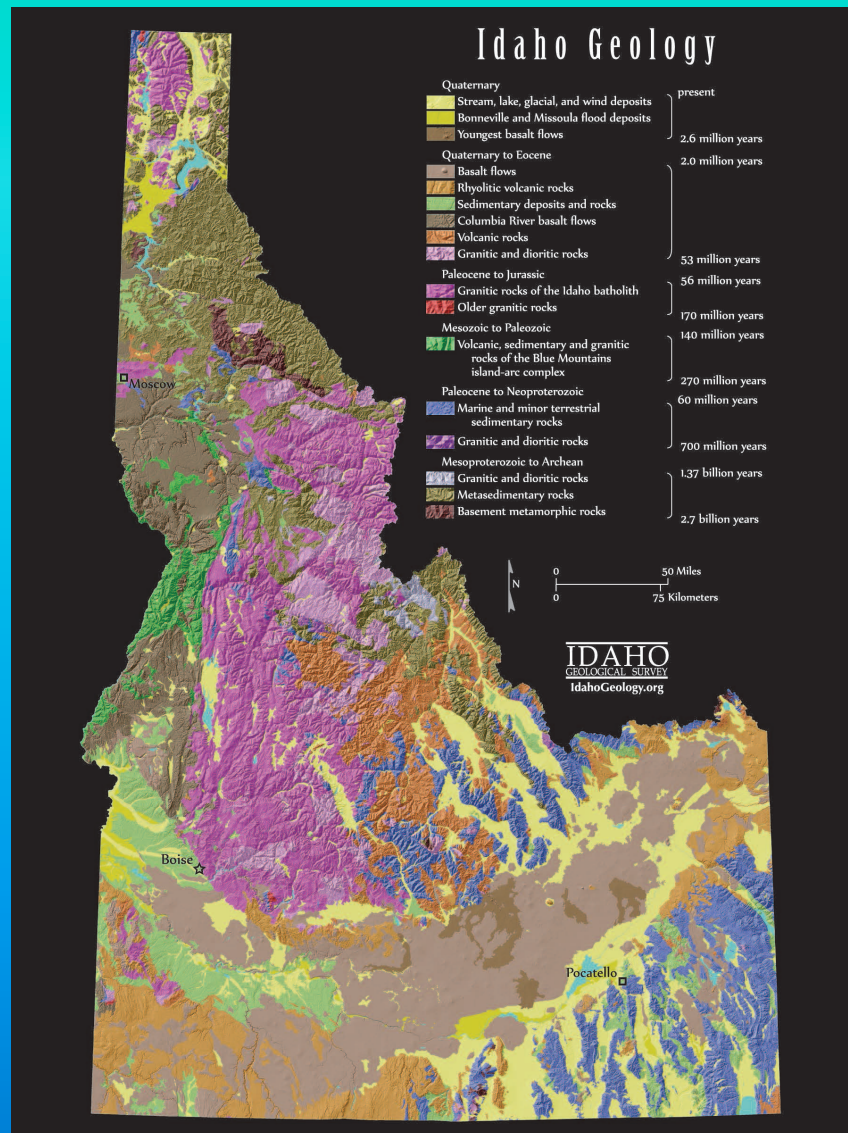 Idaho Geology
Quaternary
present
Stream, lake, glacial, and wind deposits
Bonneville and Missoula flood deposits
Youngest basalt flows
2.6 million years
Quaternary to Eocene
2.0 million years
Basalt flows
Rhyolitic volcanic rocks
Sedimentary deposits and rocks
Columbia River basalt flows
Volcanic rocks
Granitic and dioritic rocks
53 million years
Paleocene to Jurassic
56 million years
Granitic rocks of the Idaho batholith
Older granitic rocks
170 million years
Mesozoic to Paleozoic
140 million years
Volcanic, sedimentary and granitic
rocks of the Blue Mountains
island-arc complex
270 million years
Paleocene to Neoproterozoic
60 million years
Marine and minor terrestrial
sedimentary rocks
Granitic and dioritic rocks
700 million years
Mesoproterozoic to Archean
1.37 billion years
Granitic and dioritic rocks
Metasedimentary rocks
Basement metamorphic rocks
2.7 billion years
N
0 50 Miles
0 75 Kilometers
IDAHO
GEOLOGICAL SURVEY
IdahoGeology.org
Moscow
Boise
Pocatello